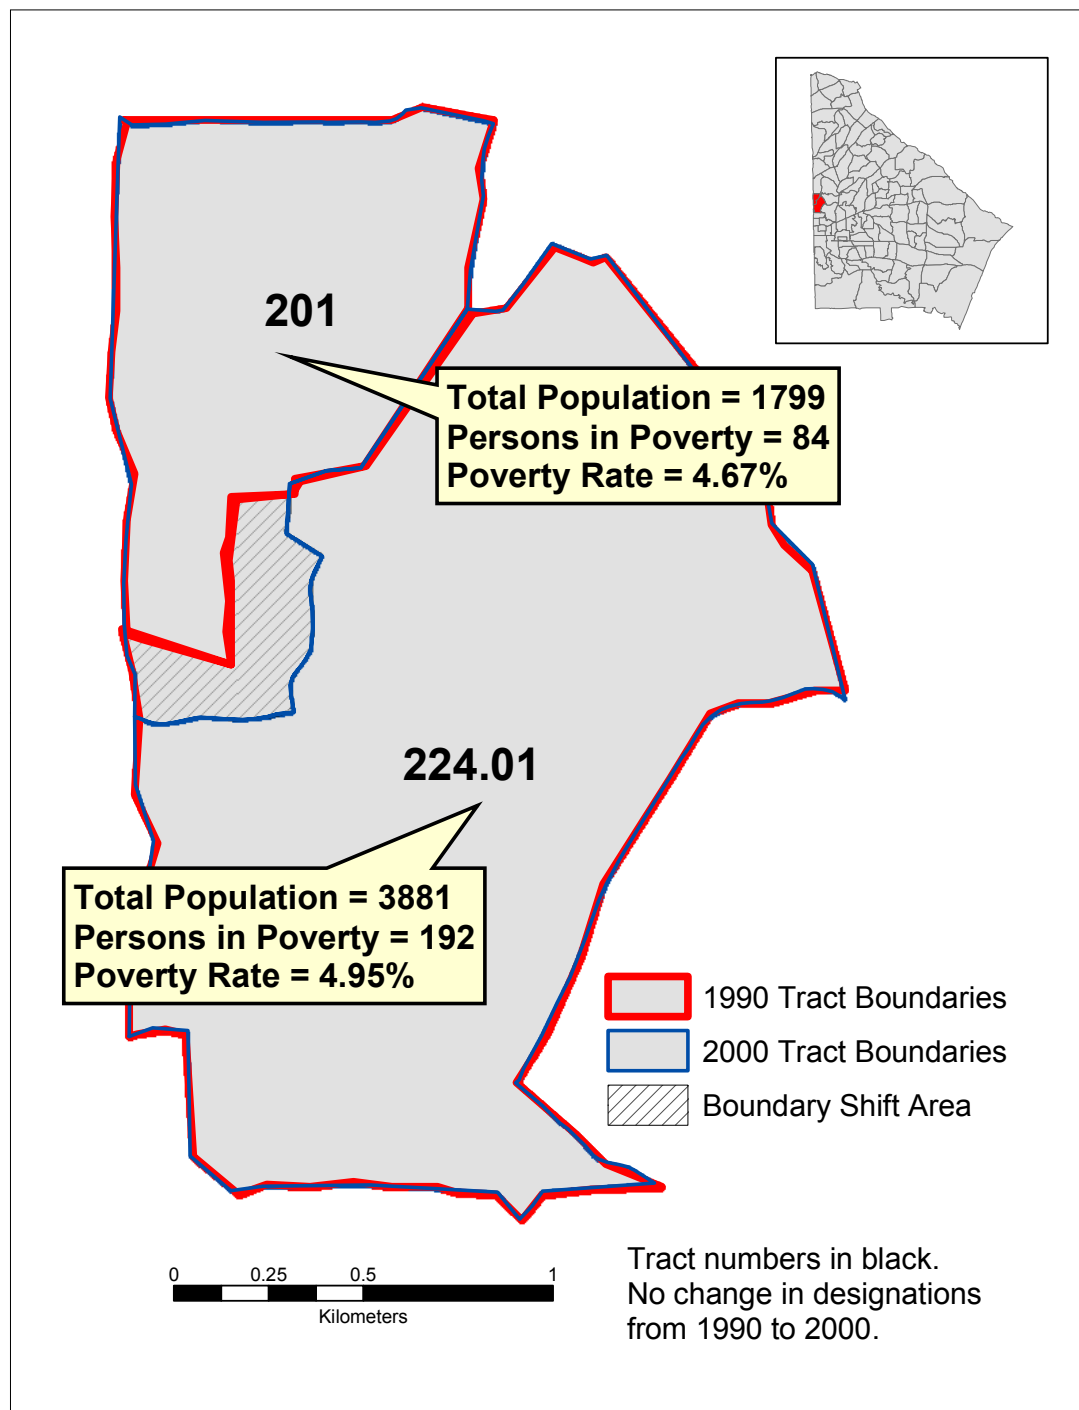 201
Total Population = 1799
Persons in Poverty = 84
Poverty Rate = 4.67%
224.01
Total Population = 3881
Persons in Poverty = 192
Poverty Rate = 4.95%
1990 Tract Boundaries
2000 Tract Boundaries
Boundary Shift Area
0 0.25 0.5 1
Kilometers
Tract numbers in black.
No change in designations
from 1990 to 2000.